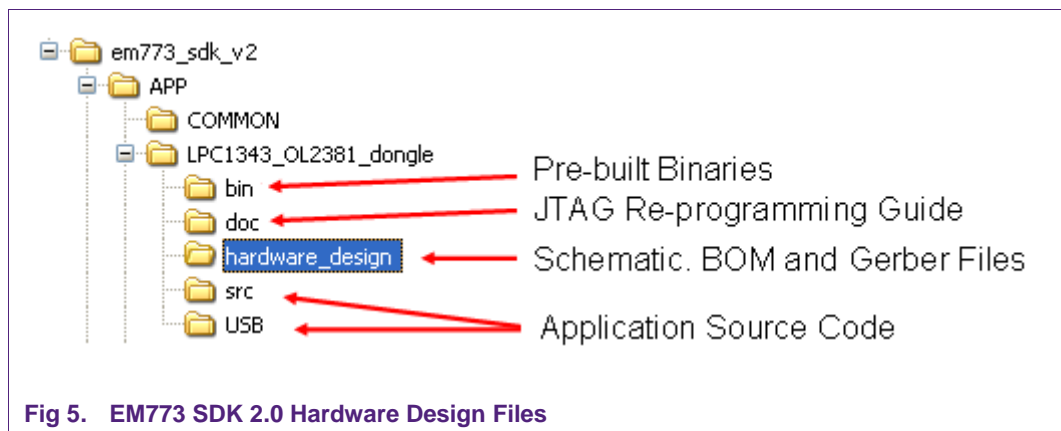 em773_sdk_v2
APP
COMMON
LPC1343_OL2381_dongle
bin
Pre-built Binaries
doc
JTAG Re-programming Guide
hardware_design
Schematic. BOM and Gerber Files
src
USB
Application Source Code
Fig 5. EM773 SDK 2.0 Hardware Design Files